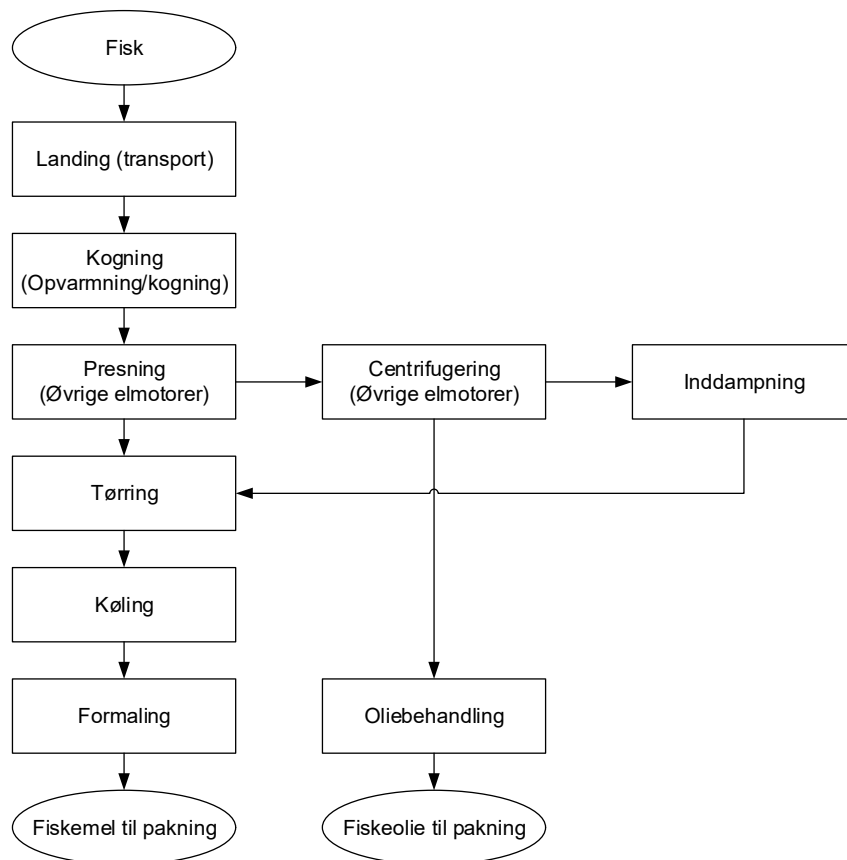 Fisk
Landing (transport)
Kogning
(Opvarmning/kogning)
Presning
(Øvrige elmotorer)
Centrifugering
(Øvrige elmotorer)
Inddampning
Tørring
Køling
Formaling
Oliebehandling
Fiskemel til pakning
Fiskeolie til pakning